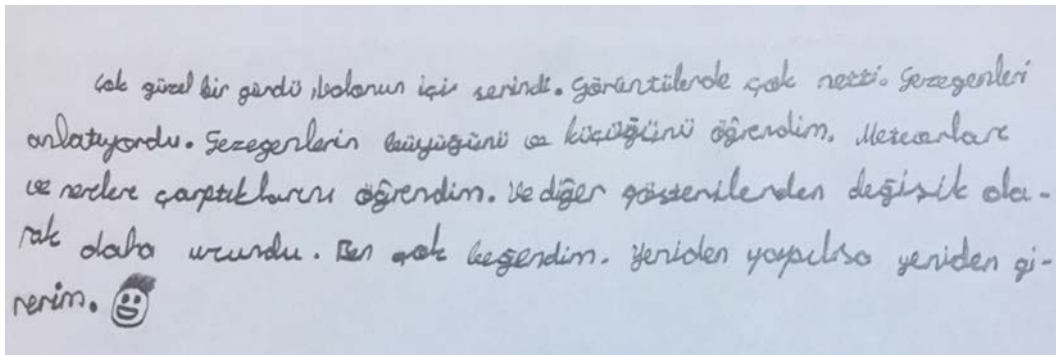 Çok güzel bir gündü, balonun içi serindi. Görüntülerde çok netti. Gezegenleri
anlatıyordu. Gezegenlerin büyüğünü ve küçüğünü öğrendim. Meteorları
ve nerelere çarptıklarını öğrendim. Ve diğer gösterilerden değişik ola-
rak daha uzundu. Ben çok beğendim. Yeniden yapılsa yeniden gi-
rerim.